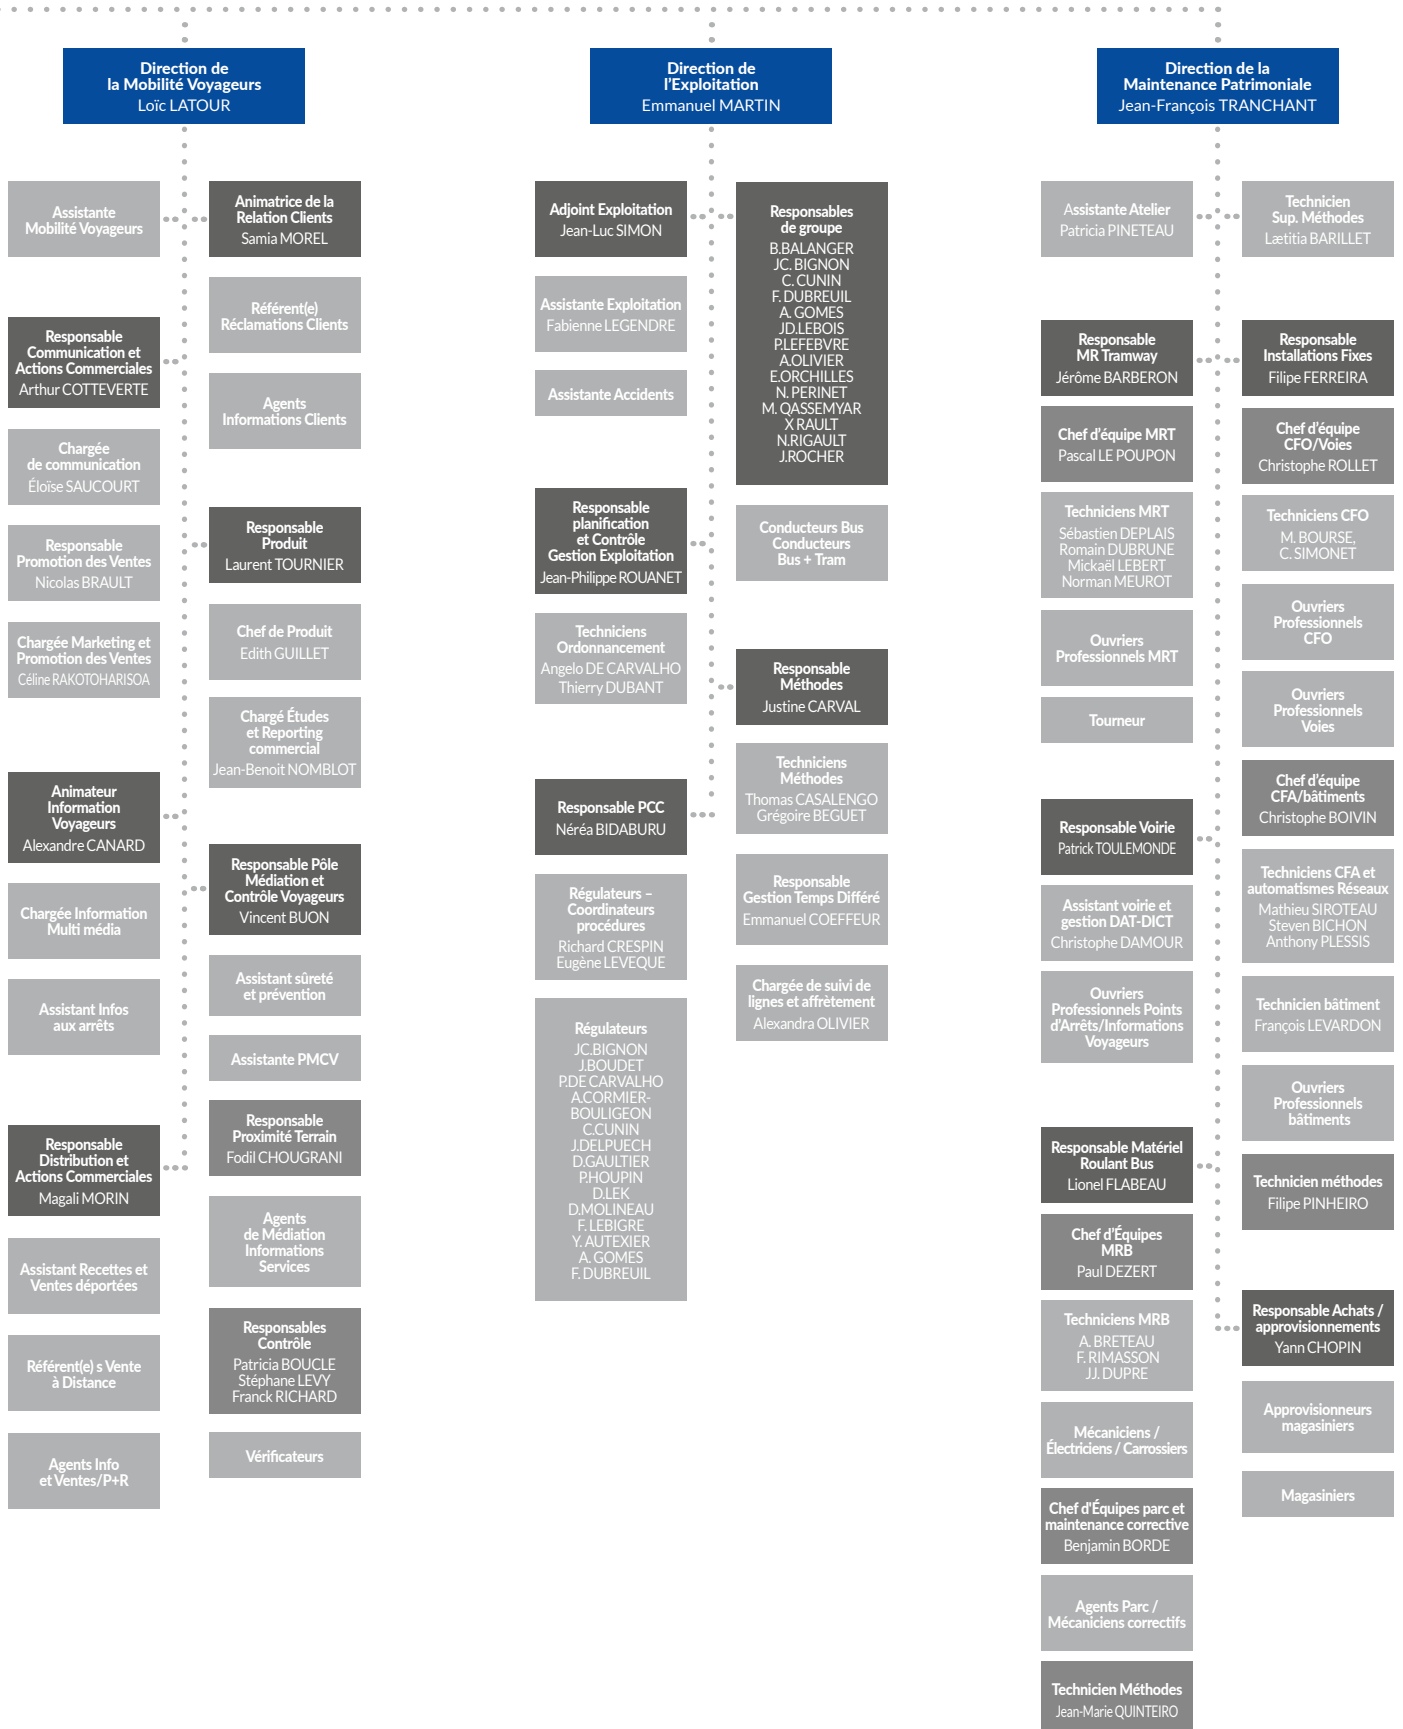 Direction de
la Mobilité Voyageurs
Loïc LATOUR
Assistante
Mobilité Voyageurs
Responsable
Communication et
Actions Commerciales
Arthur COTTEVERTE
Chargée
de communication
Éloïse SAUCOURT
Responsable
Promotion des Ventes
Nicolas BRAULT
Chargée Marketing et
Promotion des Ventes
Céline RAKOTOHARISOA
Animateur
Information
Voyageurs
Alexandre CANARD
Chargée Information
Multi média
Assistant Infos
aux arrêts
Responsable
Distribution et
Actions Commerciales
Magali MORIN
Assistant Recettes et
Ventes déportées
Référent(e) s Vente
à Distance
Agents Info
et Ventes/P+R
Animatrice de la
Relation Clients
Samia MOREL
Référent(e)
Réclamations Clients
Agents
Informations Clients
Responsable
Produit
Laurent TOURNIER
Chef de Produit
Edith GUILLET
Chargé Études
et Reporting
commercial
Jean-Benoit NOMBLOT
Responsable Pôle
Médiation et
Contrôle Voyageurs
Vincent BUON
Assistant sûreté
et prévention
Assistante PMCV
Responsable
Proximité Terrain
Fodil CHOUGRANI
Agents
de Médiation
Informations
Services
Responsables
Contrôle
Patricia BOUCLE
Stéphane LEVY
Franck RICHARD
Vérificateurs
Direction de
l'Exploitation
Emmanuel MARTIN
Adjoint Exploitation
Jean-Luc SIMON
Assistante Exploitation
Fabienne LEGENDRE
Assistante Accidents
Responsable
planification
et Contrôle
Gestion Exploitation
Jean-Philippe ROUANET
Techniciens
Ordonnancement
Angelo DE CARVALHO
Thierry DUBANT
Responsable PCC
Néréa BIDABURU
Régulateurs –
Coordinateurs
procédures
Richard CRESPIN
Eugène LEVEQUE
Régulateurs
JC.BIGNON
J.BOUDET
P.DE CARVALHO
A.CORMIER-
BOULIGEON
C.CUNIN
J.DELPUECH
D.GAULTIER
P.HOUPIN
D.LEK
D.MOLINEAU
F. LEBIGRE
Y. AUTEXIER
A. GOMES
F. DUBREUIL
Responsables
de groupe
B.BALANGER
JC. BIGNON
C. CUNIN
F. DUBREUIL
A. GOMES
JD.LEBOIS
P.LEFEBVRE
A.OLIVIER
E.ORCHILLES
N. PERINET
M. QASSEMYAR
X RAULT
N.RIGAULT
J.ROCHER
Conducteurs Bus
Conducteurs
Bus + Tram
Responsable
Méthodes
Justine CARVAL
Techniciens
Méthodes
Thomas CASALENGO
Grégoire BEGUET
Responsable
Gestion Temps Différé
Emmanuel COEFFEUR
Chargée de suivi de
lignes et affrètement
Alexandra OLIVIER
Direction de la
Maintenance Patrimoniale
Jean-François TRANCHANT
Assistante Atelier
Patricia PINETEAU
Responsable
MR Tramway
Jérôme BARBERON
Chef d'équipe MRT
Pascal LE POUPON
Techniciens MRT
Sébastien DEPLAIS
Romain DUBRUNE
Mickaël LEBERT
Norman MEUROT
Ouvriers
Professionnels MRT
Tourneur
Responsable Voirie
Patrick TOULEMONDE
Assistant voirie et
gestion DAT-DICT
Christophe DAMOUR
Ouvriers
Professionnels Points
d'Arrêts/Informations
Voyageurs
Responsable Matériel
Roulant Bus
Lionel FLABEAU
Chef d'Équipes
MRB
Paul DEZERT
Techniciens MRB
A. BRETEAU
F. RIMASSON
JJ. DUPRE
Mécaniciens /
Électriciens / Carrossiers
Chef d'Équipes parc et
maintenance corrective
Benjamin BORDE
Agents Parc /
Mécaniciens correctifs
Technicien Méthodes
Jean-Marie QUINTEIRO
Technicien
Sup. Méthodes
Lætitia BARILLET
Responsable
Installations Fixes
Filipe FERREIRA
Chef d'équipe
CFO/Voies
Christophe ROLLET
Techniciens CFO
M. BOURSE,
C. SIMONET
Ouvriers
Professionnels
CFO
Ouvriers
Professionnels
Voies
Chef d'équipe
CFA/bâtiments
Christophe BOIVIN
Techniciens CFA et
automatismes Réseaux
Mathieu SIROTEAU
Steven BICHON
Anthony PLESSIS
Technicien bâtiment
François LEVARDON
Ouvriers
Professionnels
bâtiments
Technicien méthodes
Filipe PINHEIRO
Responsable Achats /
approvisionnements
Yann CHOPIN
Approvisionneurs
magasiniers
Magasiniers